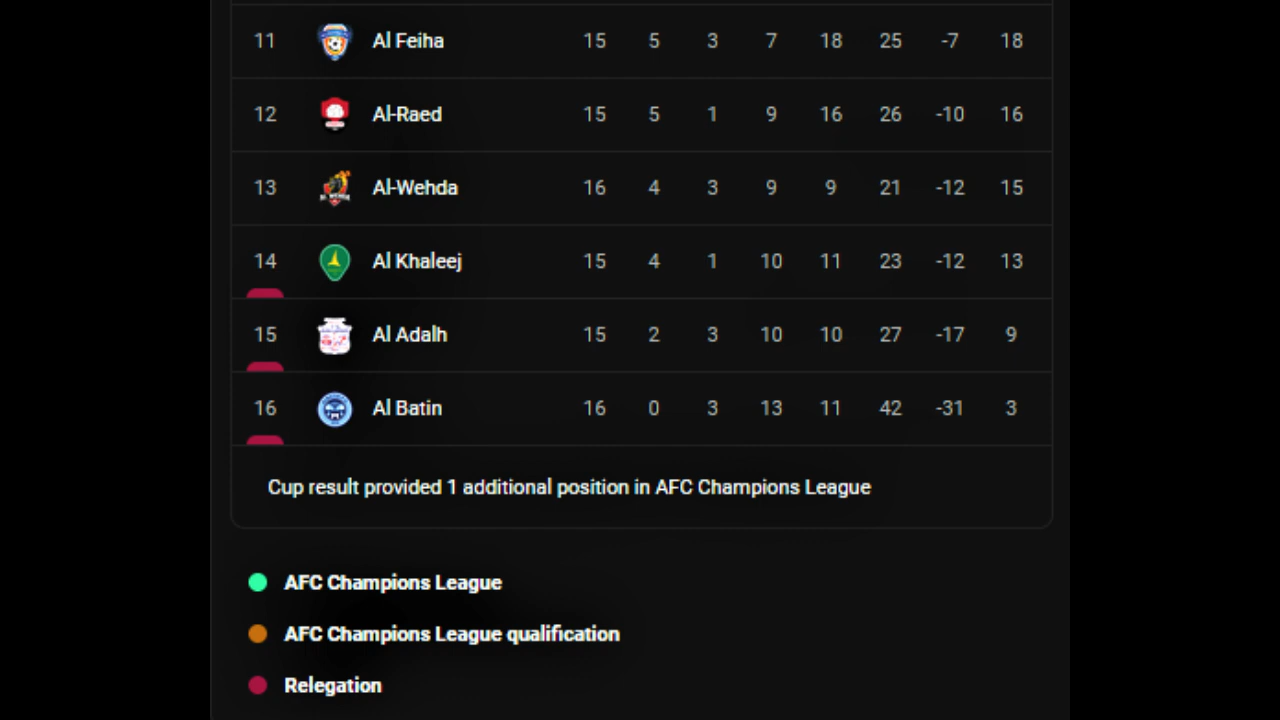 11 Al Feiha 15 5 3 7 18 25 -7 18
12 Al-Raed 15 5 1 9 16 26 -10 16
13 Al-Wehda 16 4 3 9 9 21 -12 15
14 Al Khaleej 15 4 1 10 11 23 -12 13
15 Al Adalh 15 2 3 10 10 27 -17 9
16 Al Batin 16 0 3 13 11 42 -31 3
Cup result provided 1 additional position in AFC Champions League
AFC Champions League
AFC Champions League qualification
Relegation